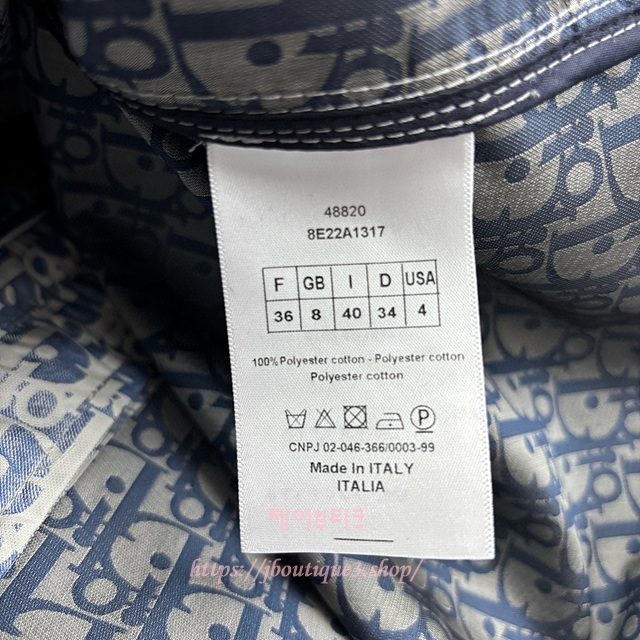 48820
8E22A1317
F GB I D USA
36 8 40 34 4
100%Polyester cotton - Polyester cotton
Polyester cotton
P
CNPJ 02-046-366/0003-99
Made In ITALY
ITALIA
제이부티크
https://jboutique3.shop/